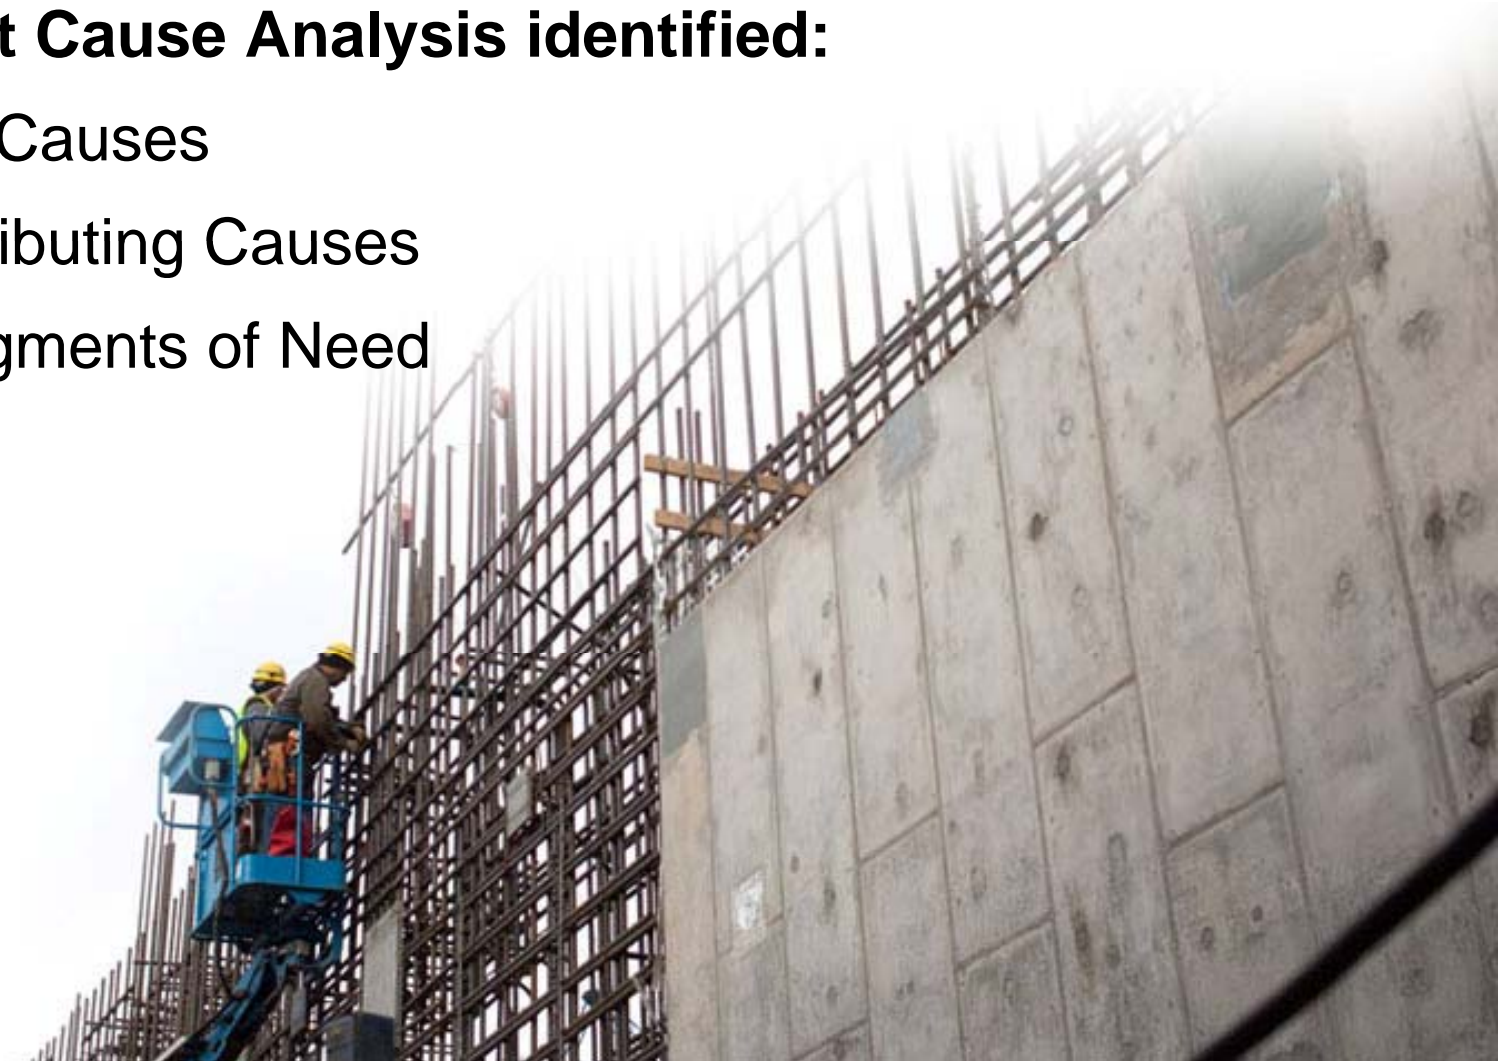 t Cause Analysis identified:
Causes
ibuting Causes
gments of Need